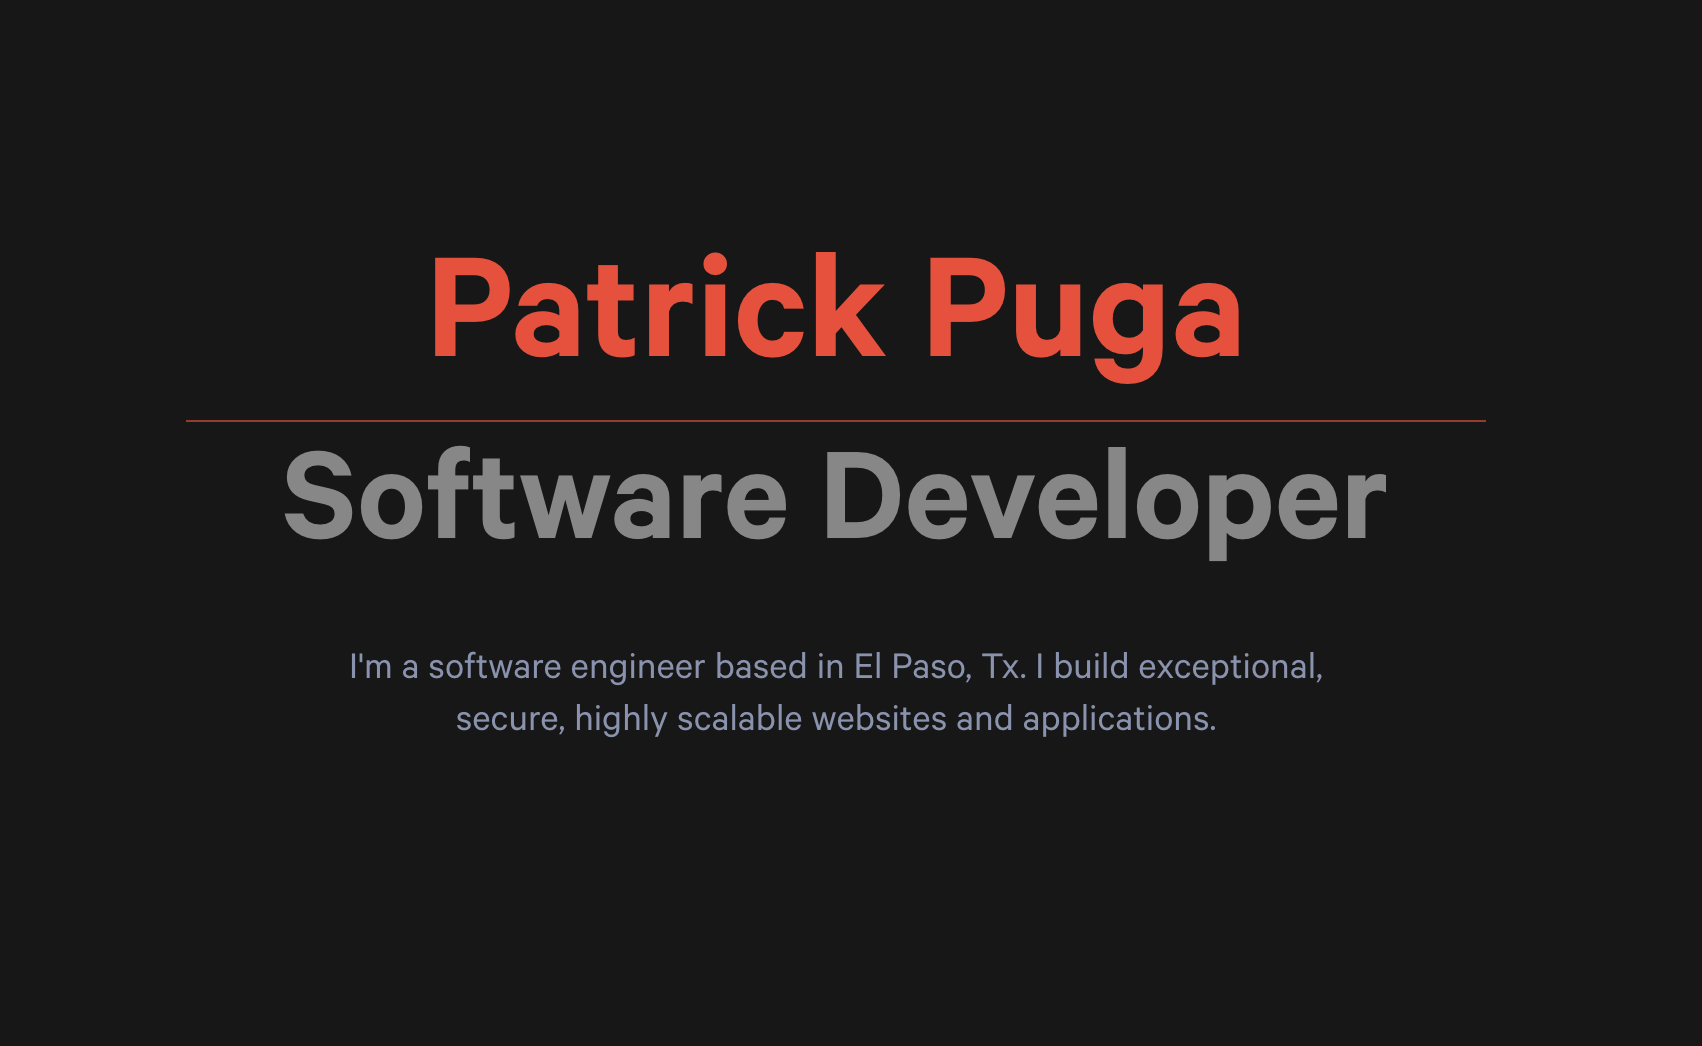 Patrick Puga
Software Developer
I'm a software engineer based in El Paso, Tx. I build exceptional,
secure, highly scalable websites and applications.